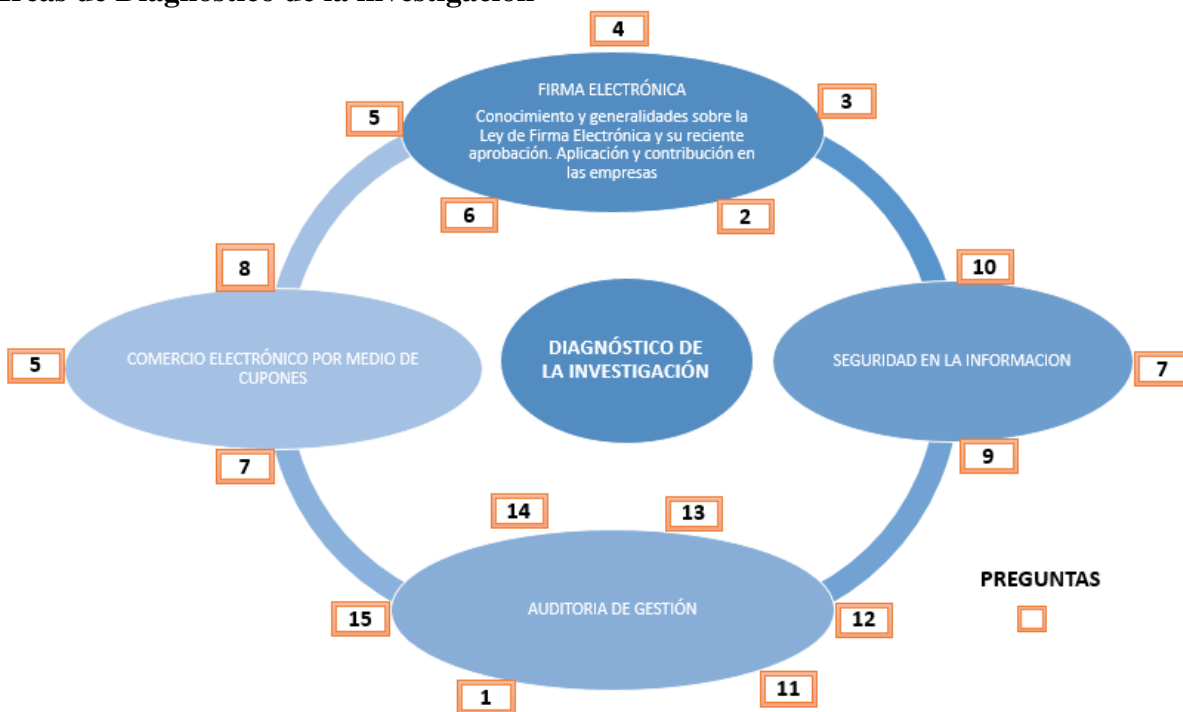 4
FIRMA ELECTRÓNICA
Conocimiento y generalidades sobre la
Ley de Firma Electrónica y su reciente
aprobación. Aplicación y contribución en
las empresas
5
3
6
2
8
10
COMERCIO ELECTRÓNICO POR MEDIO DE
CUPONES
5
DIAGNÓSTICO DE
LA INVESTIGACIÓN
SEGURIDAD EN LA INFORMACION
7
7
9
14
13
AUDITORIA DE GESTIÓN
15
12
1
11
PREGUNTAS